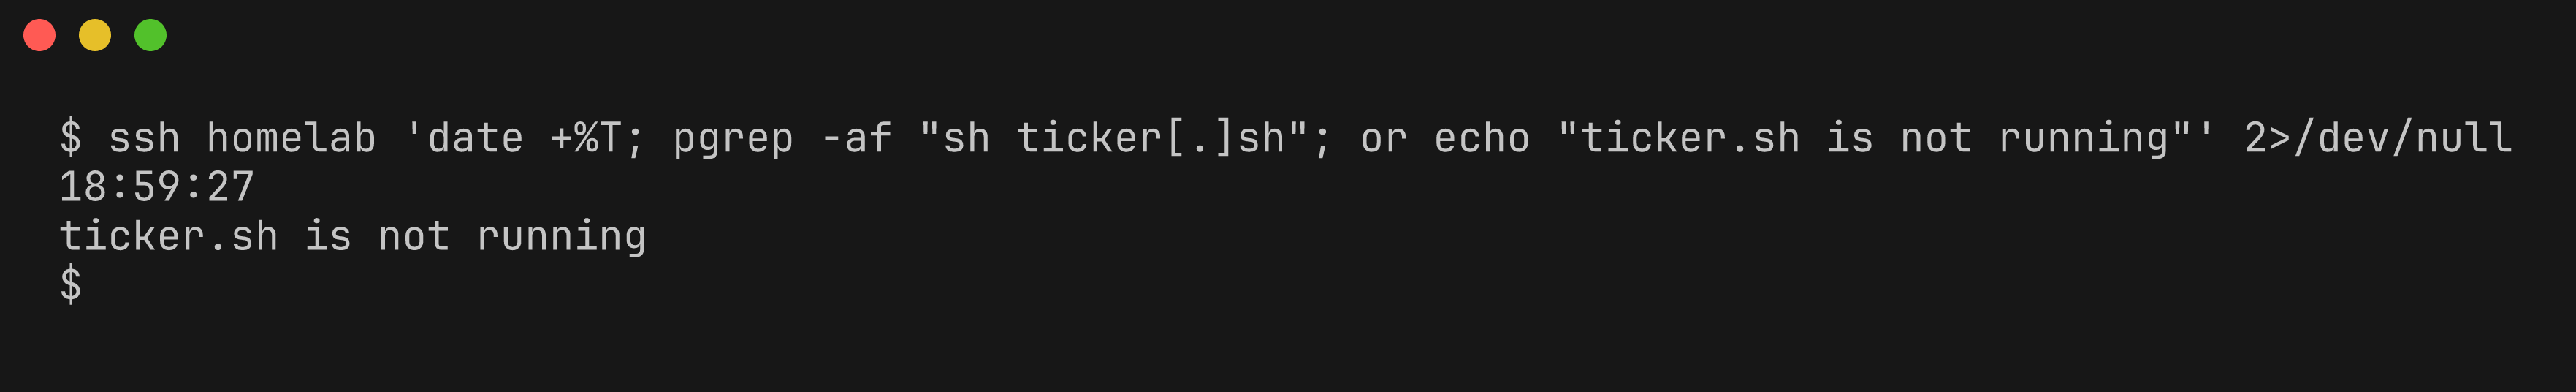 $ ssh homelab 'date +%T; pgrep -af "sh ticker[.]sh"; or echo "ticker.sh is not running"' 2>/dev/null
18:59:27
ticker.sh is not running
$